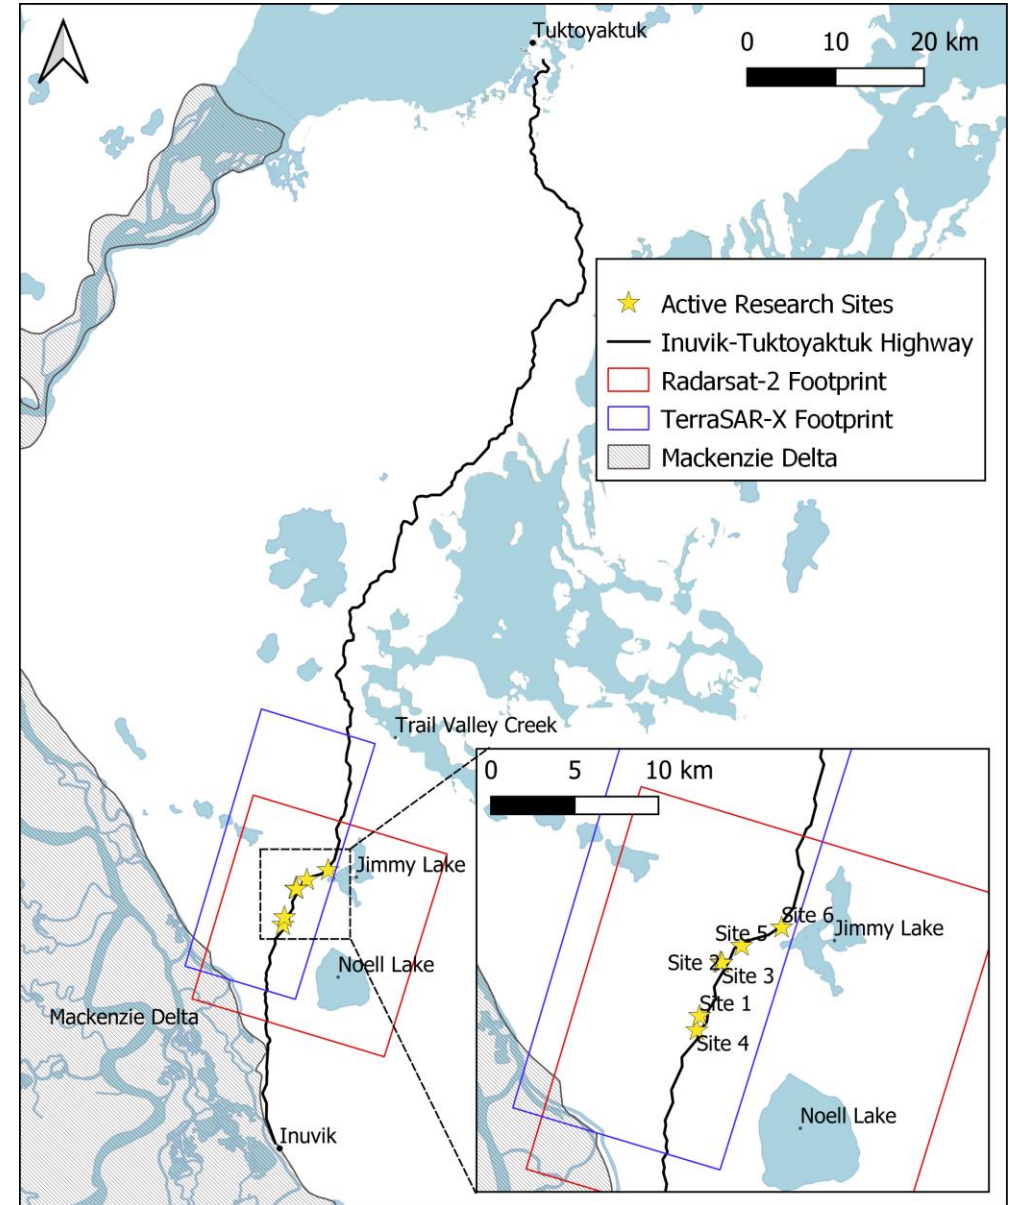 Tuktoyaktuk
0 10 20 km
Active Research Sites
Inuvik-Tuktoyaktuk Highway
Radarsat-2 Footprint
TerraSAR-X Footprint
Mackenzie Delta
Trail Valley Creek
Jimmy Lake
Noell Lake
Mackenzie Delta
Inuvik
0 5 10 km
Site 6
Jimmy Lake
Site 5
Site 2
Site 3
Site 1
Site 4
Noell Lake